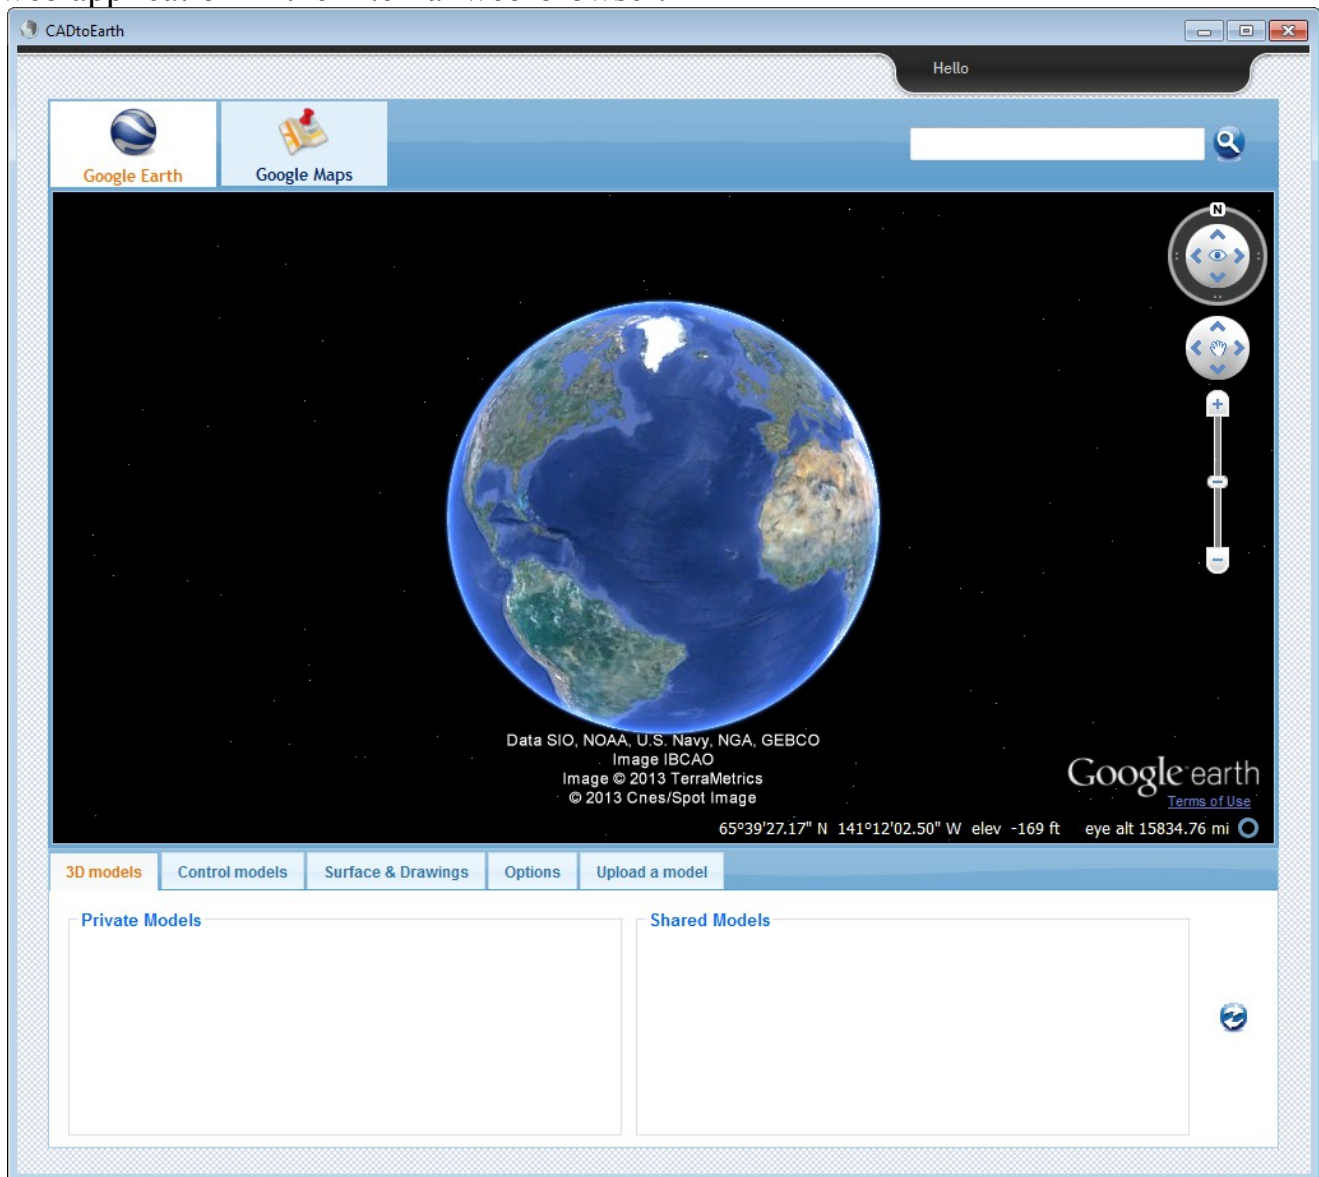 CADtoEarth
Hello
Google Earth
Google Maps
N
Data SIO, NOAA, U.S. Navy, NGA, GEBCO
Image IBCAO
Image © 2013 TerraMetrics
© 2013 Cnes/Spot Image
Google earth
Terms of Use
65°39'27.17" N 141°12'02.50" W elev -169 ft eye alt 15834.76 mi
3D models Control models Surface & Drawings Options Upload a model
Private Models
Shared Models